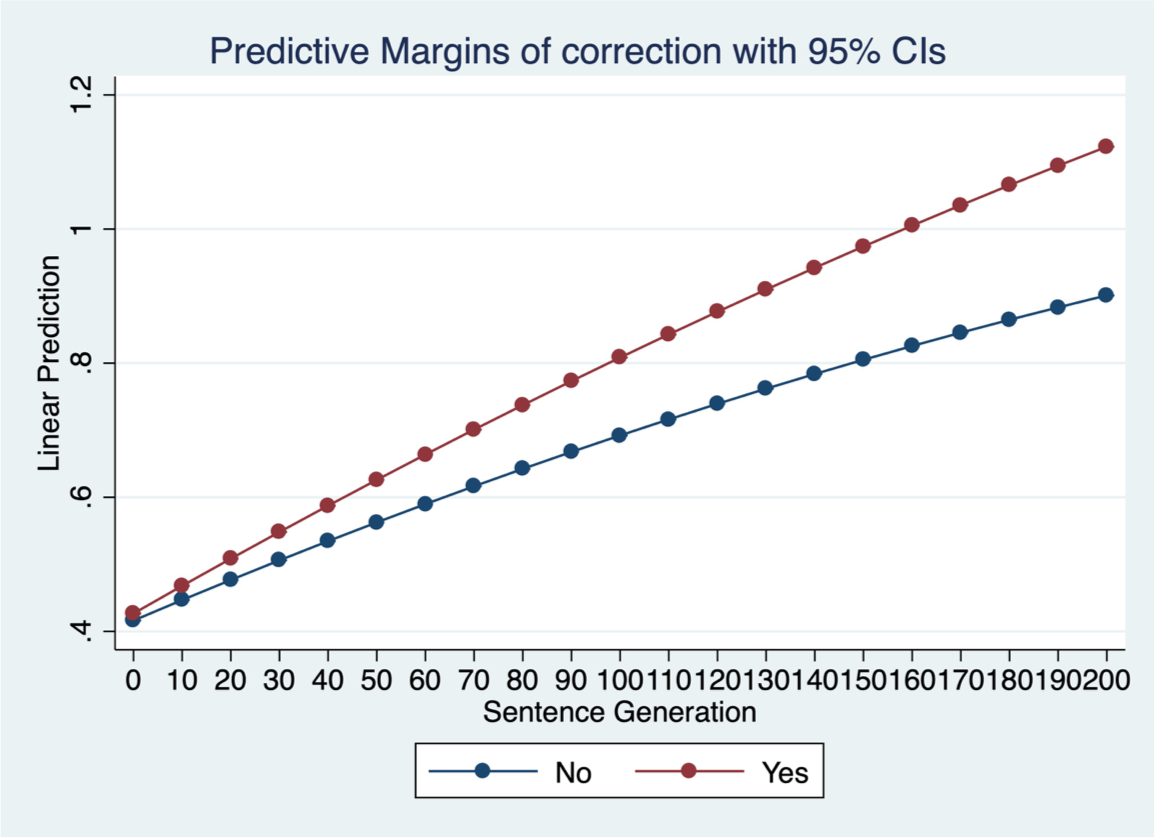 Predictive Margins of correction with 95% CIs
Linear Prediction
1.2
1
.8
.6
.4
0 10 20 30 40 50 60 70 80 90 100 110 120 130 140 150 160 170 180 190 200
Sentence Generation
No Yes